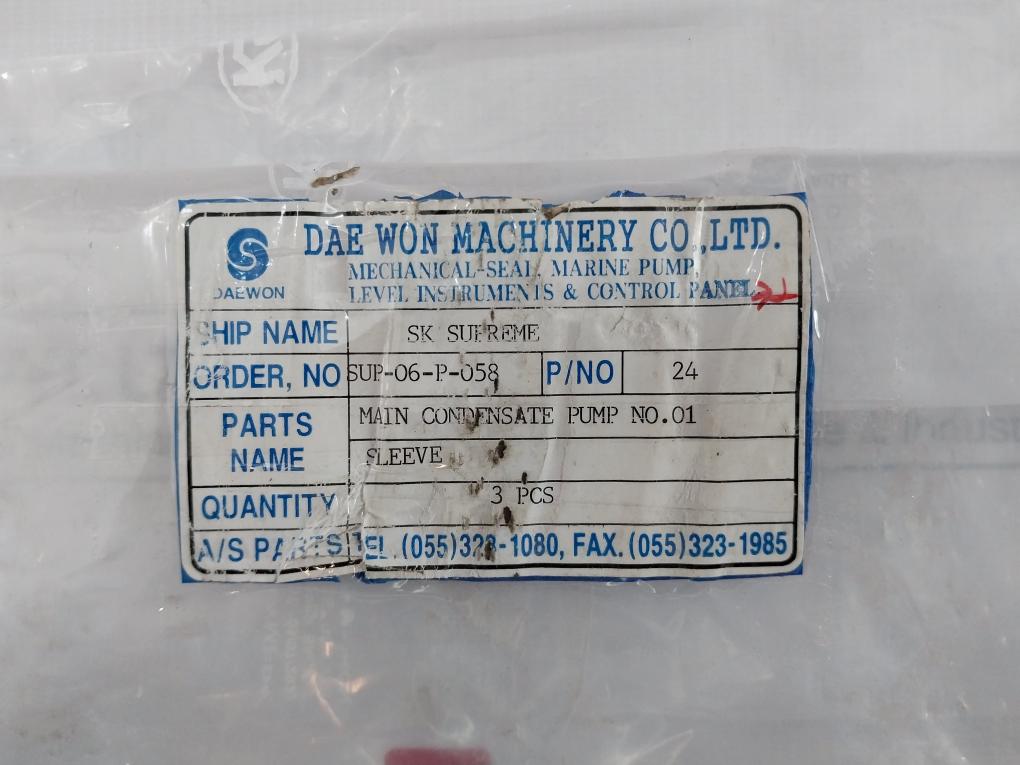 DAE WON MACHINERY CO.,LTD.
MECHANICAL-SEAL, MARINE PUMP,
LEVEL INSTRUMENTS & CONTROL PANEL
DAEWON
SHIP NAME SK SUPREME
ORDER, NO SUP-06-P-058 P/NO 24
PARTS NAME MAIN CONDENSATE PUMP NO.01
SLEEVE
QUANTITY 3 PCS
A/S PARTS TEL. (055)323-1080, FAX. (055)323-1985